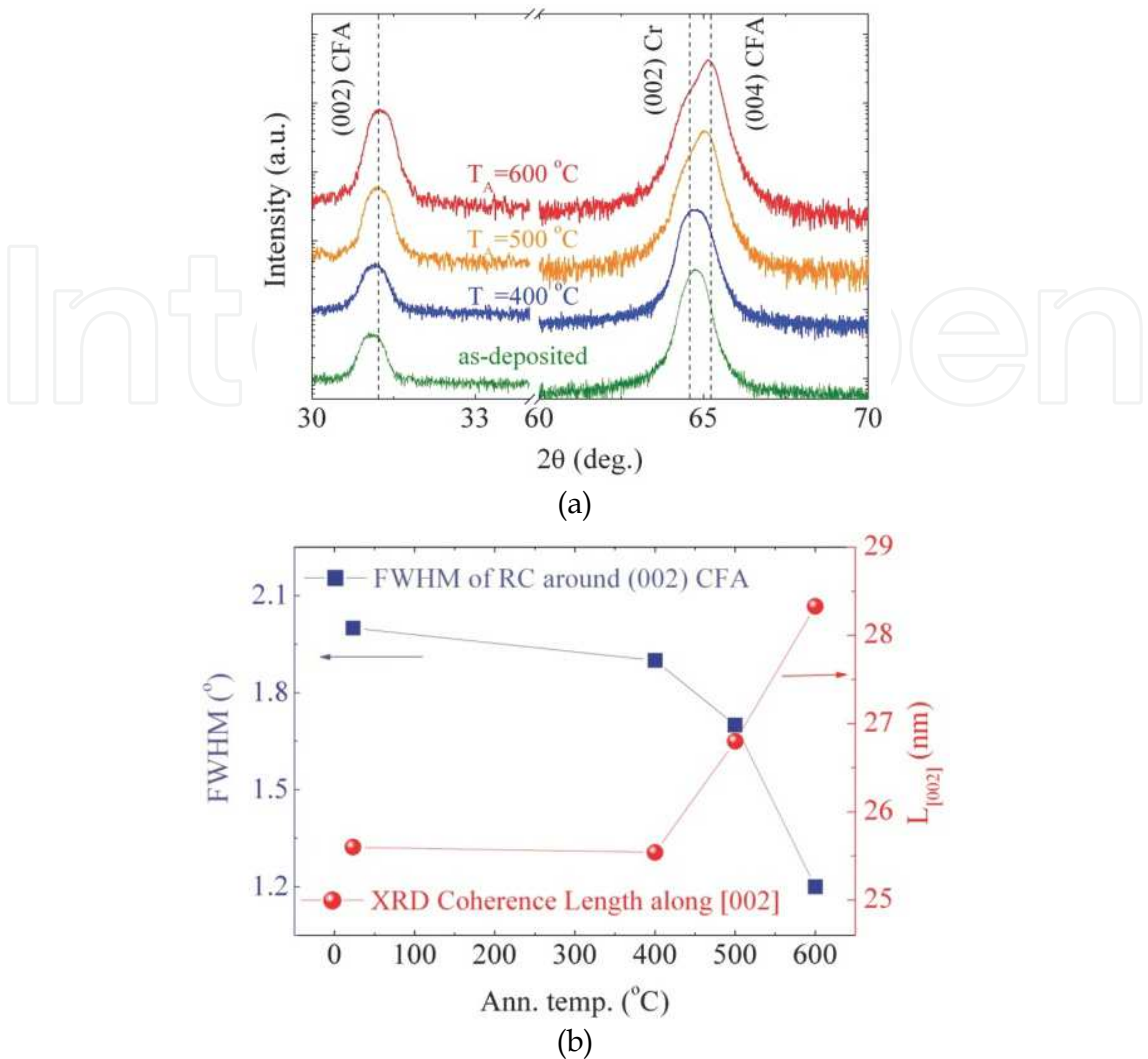 (002) CFA
(002) Cr
(004) CFA
Intensity (a.u.)
T_A=600 °C
T_A=500 °C
T =400 °C
as-deposited
30 33 60 65 70
2θ (deg.)
(a)
FWHM of RC around (002) CFA
XRD Coherence Length along [002]
FWHM (°)
2.1
1.8
1.5
1.2
L[002] (nm)
29
28
27
26
25
0 100 200 300 400 500 600
Ann. temp. (°C)
(b)